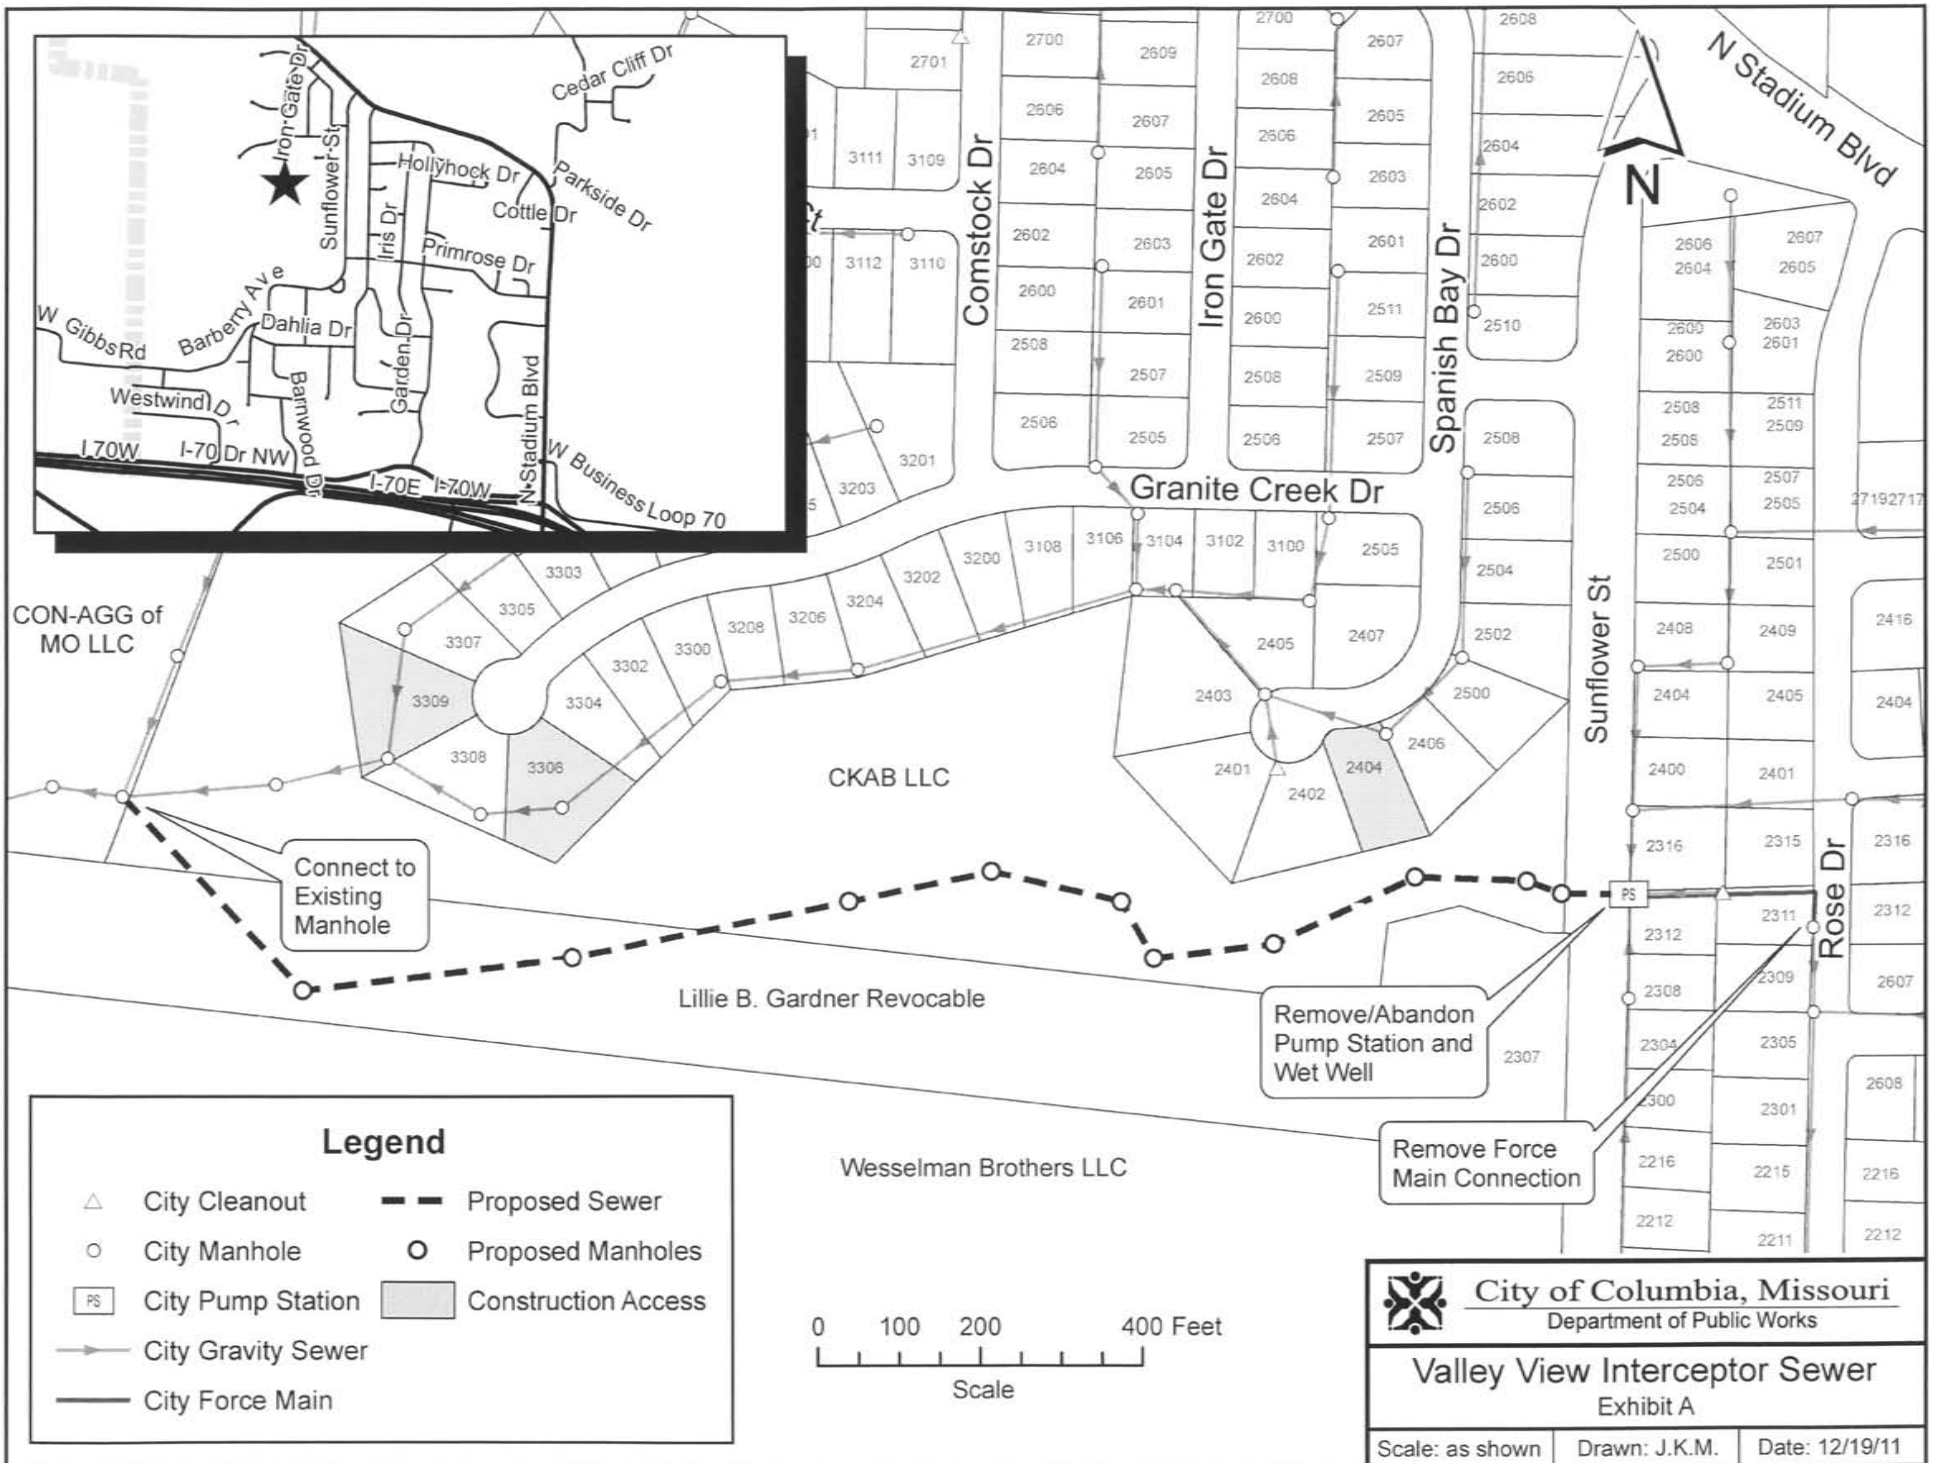 Iron Gate Dr
Cedar Cliff Dr
Sunflower St
Hollyhock Dr
Parkside Dr
Cottle Dr
Iris Dr
Primrose Dr
Barberry Ave
W Gibbs Rd
Dahlia Dr
Garden Dr
Westwind Dr
Barnwood Dr
N Stadium Blvd
I 70W
I-70 Dr NW
I-70E
I-70W
W Business Loop 70
N Stadium Blvd
N
Comstock Dr
Iron Gate Dr
Spanish Bay Dr
Granite Creek Dr
Sunflower St
Rose Dr
Ct
2701
3111
3109
3112
3110
3201
3203
2700
2609
2606
2607
2604
2605
2602
2603
2600
2601
2508
2507
2506
2505
2700
2607
2608
2605
2606
2603
2604
2601
2602
2511
2600
2509
2508
2507
2506
2608
2606
2604
2602
2600
2510
2508
2506
2504
2502
2500
2606
2604
2607
2605
2600
2600
2603
2601
2508
2508
2511
2509
2506
2504
2507
2505
27192717
2500
2501
2408
2409
2416
2404
2405
2404
2400
2401
2316
2315
2316
2311
2312
2312
2309
2308
2607
2304
2305
2300
2301
2608
2216
2215
2216
2212
2211
2212
2307
3303
3305
3307
3309
3308
3306
3304
3302
3300
3208
3206
3204
3202
3200
3108
3106
3104
3102
3100
2505
2405
2407
2403
2401
2402
2404
2406
CON-AGG of
MO LLC
CKAB LLC
Lillie B. Gardner Revocable
Wesselman Brothers LLC
PS
Connect to
Existing
Manhole
Remove/Abandon
Pump Station and
Wet Well
Remove Force
Main Connection
Legend
City Cleanout
Proposed Sewer
City Manhole
Proposed Manholes
PS City Pump Station
Construction Access
City Gravity Sewer
City Force Main
0 100 200 400 Feet
Scale
City of Columbia, Missouri
Department of Public Works
Valley View Interceptor Sewer
Exhibit A
Scale: as shown
Drawn: J.K.M.
Date: 12/19/11